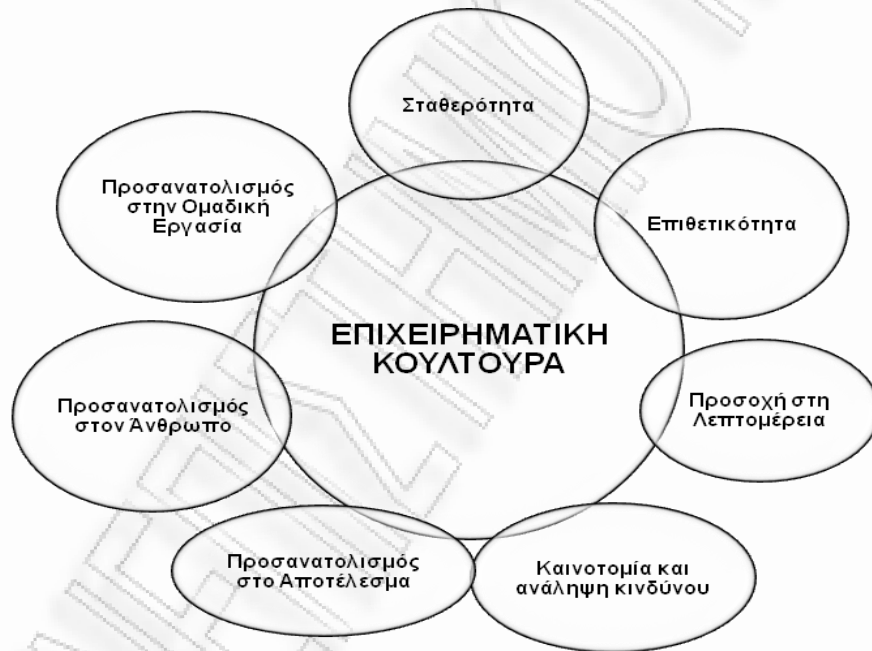 Σταθερότητα
Επιθετικότητα
Προσοχή στη
Λεπτομέρεια
Καινοτομία και
ανάληψη κινδύνου
Προσανατολισμός
στο Αποτέλεσμα
Προσανατολισμός
στον Άνθρωπο
Προσανατολισμός
στην Ομαδική
Εργασία
ΕΠΙΧΕΙΡΗΜΑΤΙΚΗ
ΚΟΥΛΤΟΥΡΑ